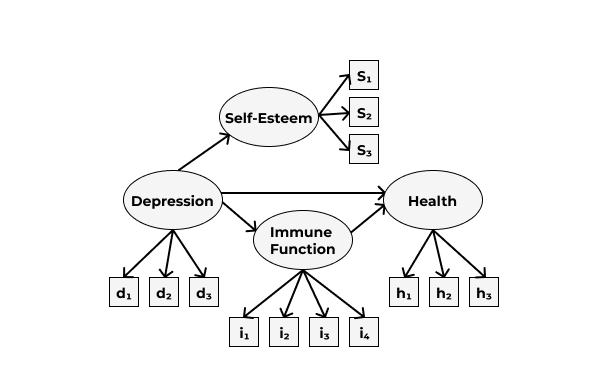 S₁
Self-Esteem
S₂
S₃
Depression
Health
Immune
Function
d₁ d₂ d₃
h₁ h₂ h₃
i₁ i₂ i₃ i₄